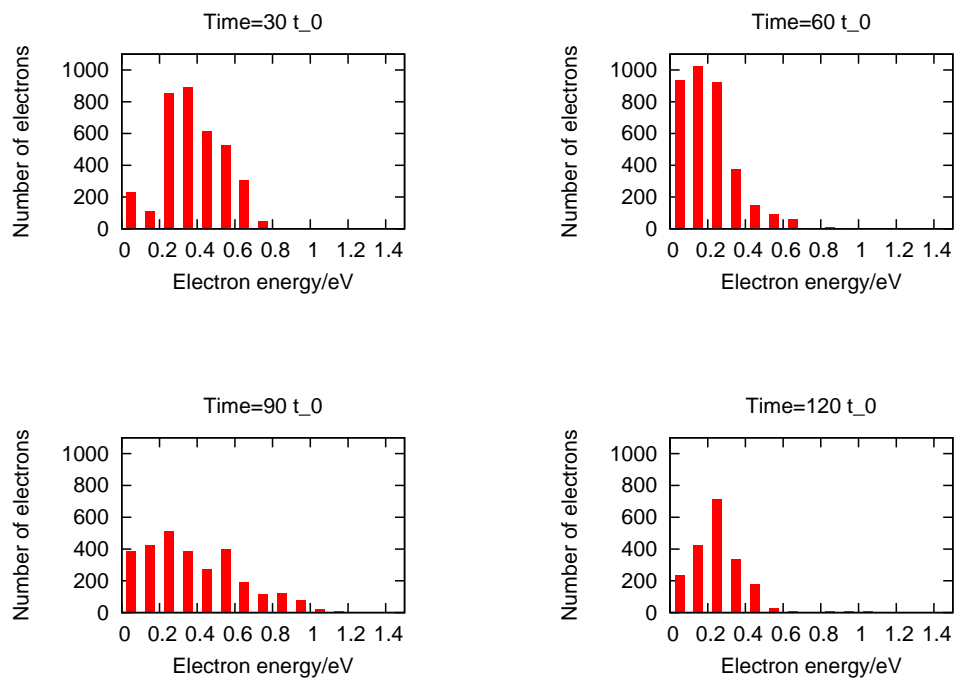 Time=30 t_0
Number of electrons
1000
800
600
400
200
0
0 0.2 0.4 0.6 0.8 1 1.2 1.4
Electron energy/eV
Time=60 t_0
Number of electrons
1000
800
600
400
200
0
0 0.2 0.4 0.6 0.8 1 1.2 1.4
Electron energy/eV
Time=90 t_0
Number of electrons
1000
800
600
400
200
0
0 0.2 0.4 0.6 0.8 1 1.2 1.4
Electron energy/eV
Time=120 t_0
Number of electrons
1000
800
600
400
200
0
0 0.2 0.4 0.6 0.8 1 1.2 1.4
Electron energy/eV